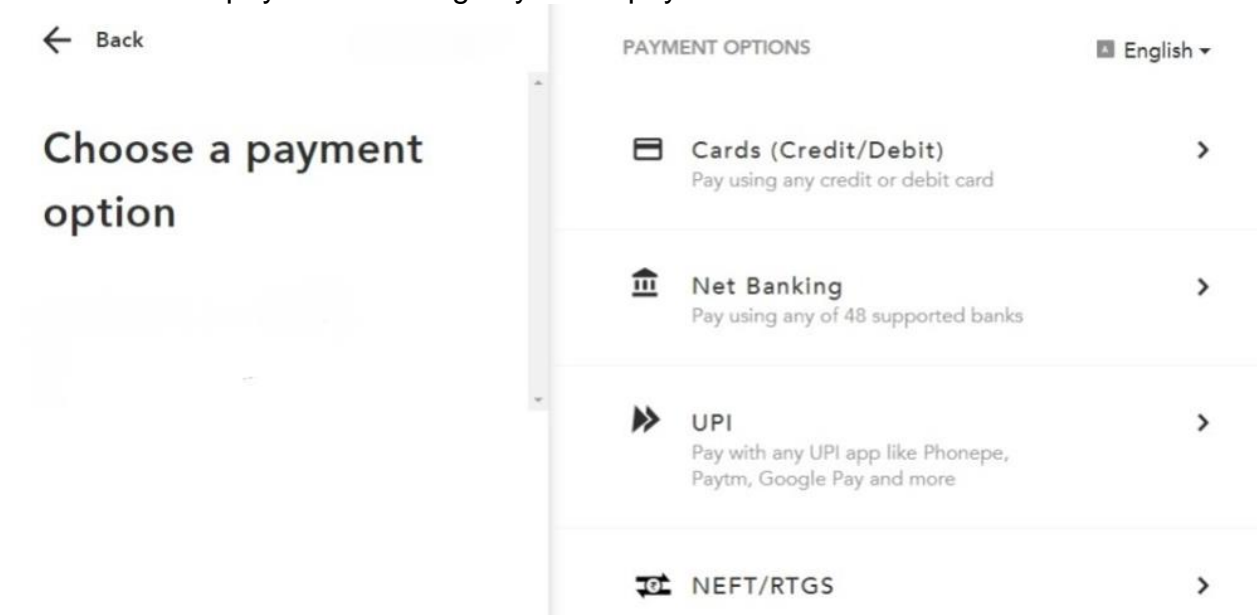 Back
Choose a payment
option
PAYMENT OPTIONS
English
Cards (Credit/Debit)
Pay using any credit or debit card
Net Banking
Pay using any of 48 supported banks
UPI
Pay with any UPI app like Phonepe,
Paytm, Google Pay and more
NEFT/RTGS